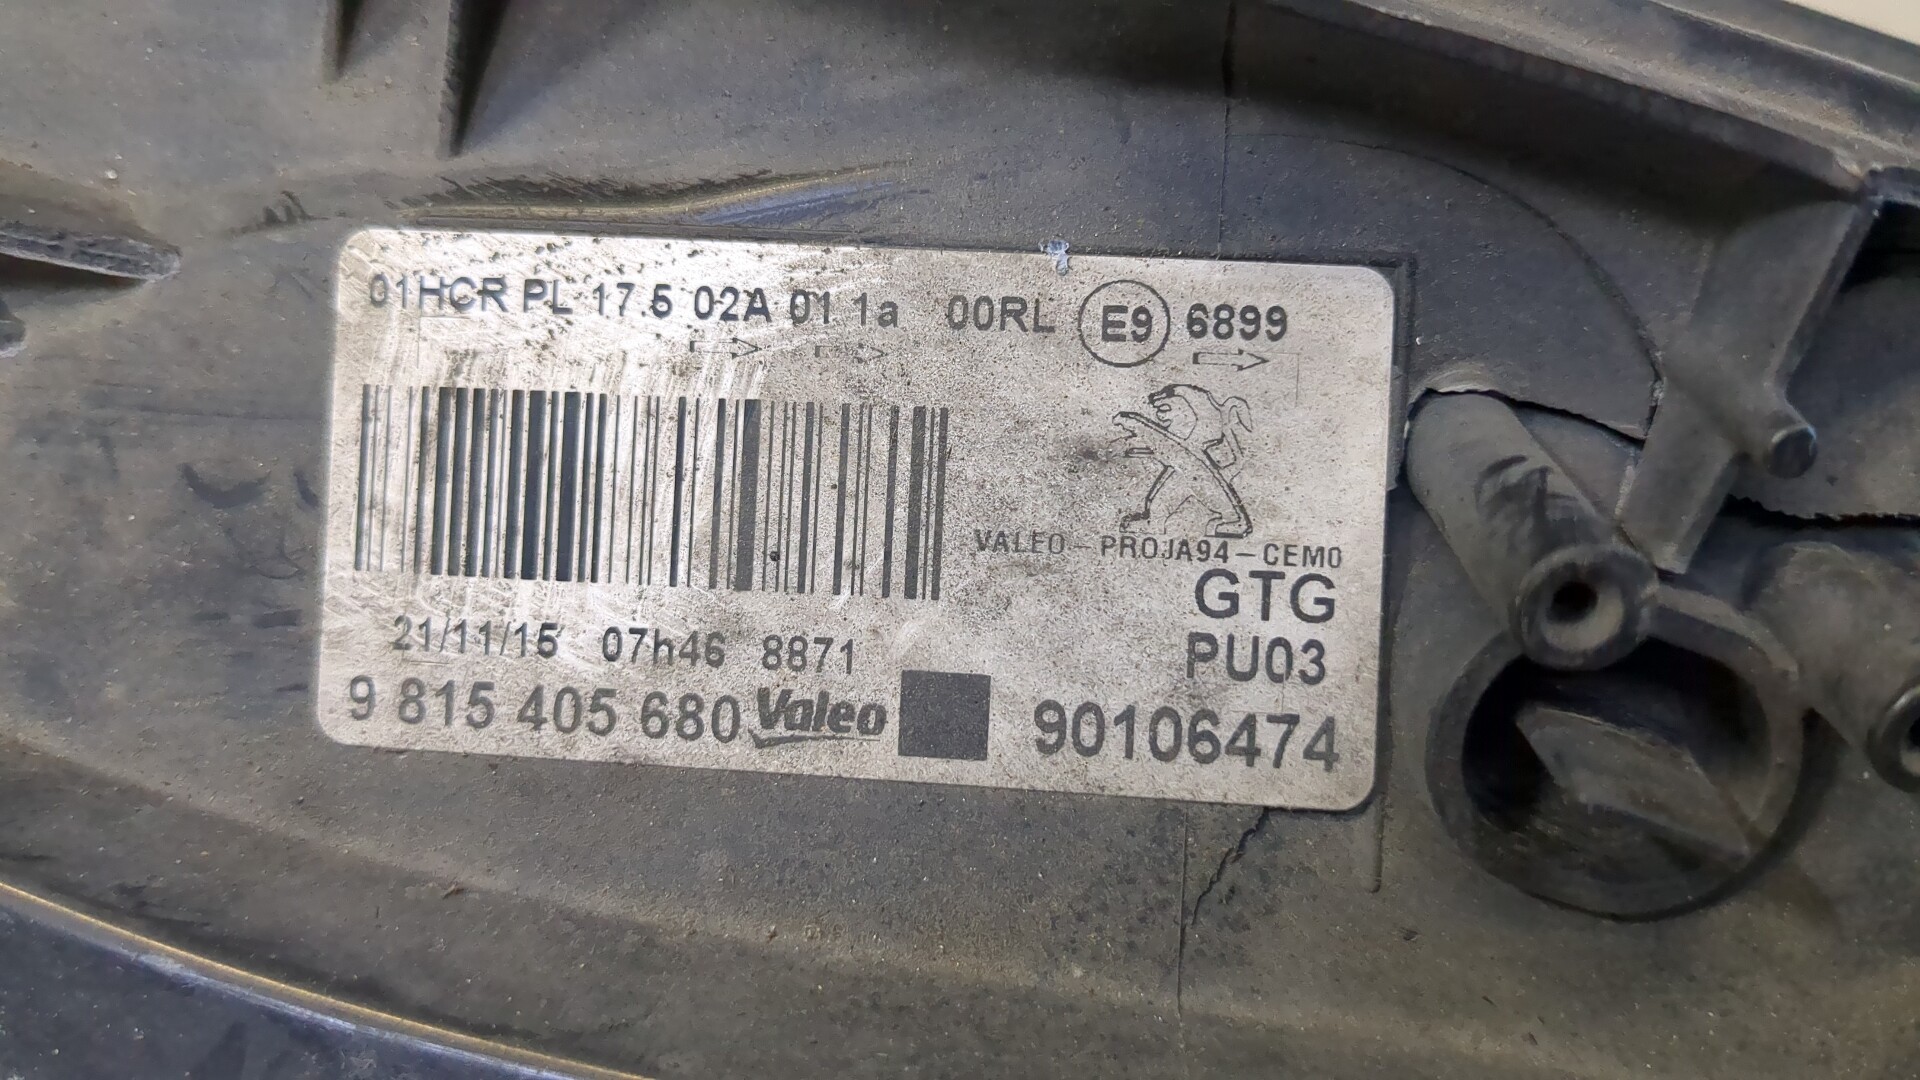 01HCR PL 17.5 02A 01 1a 00RL E9 6899
VALEO - PROJA94 - CEM0
GTG
PU03
21/11/15 07h46 8871
9 815 405 680 Valeo 90106474